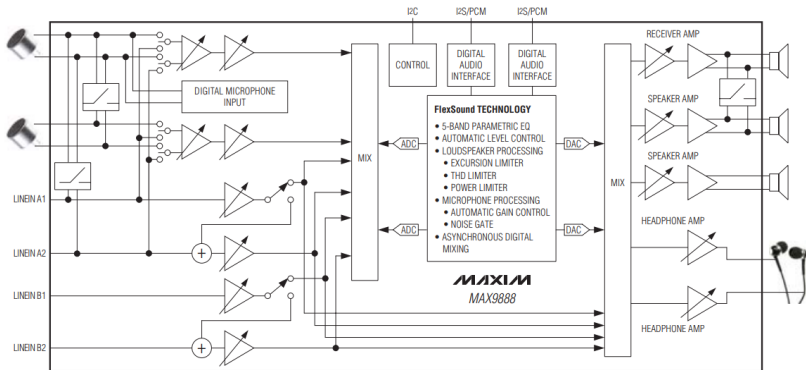 I²C
I²S/PCM
I²S/PCM
CONTROL
DIGITAL
AUDIO
INTERFACE
DIGITAL
AUDIO
INTERFACE
RECEIVER AMP
DIGITAL MICROPHONE
INPUT
FlexSound TECHNOLOGY
• 5-BAND PARAMETRIC EQ
• AUTOMATIC LEVEL CONTROL
• LOUDSPEAKER PROCESSING
• EXCURSION LIMITER
• THD LIMITER
• POWER LIMITER
• MICROPHONE PROCESSING
• AUTOMATIC GAIN CONTROL
• NOISE GATE
• ASYNCHRONOUS DIGITAL
MIXING
MIX
ADC
ADC
DAC
DAC
MIX
SPEAKER AMP
SPEAKER AMP
HEADPHONE AMP
HEADPHONE AMP
LINEIN A1
LINEIN A2
LINEIN B1
LINEIN B2
+
+
MAXIM
MAX9888